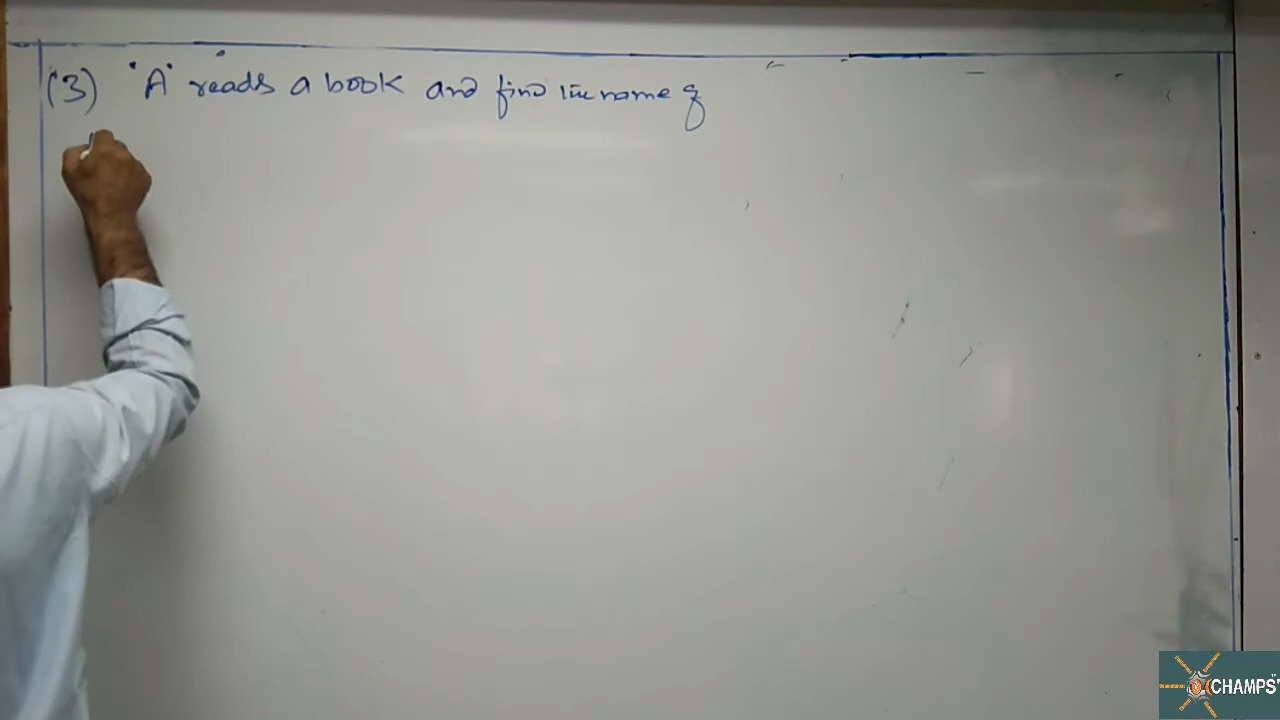 (3) "A" reads a book and find the name of
CHAMPS